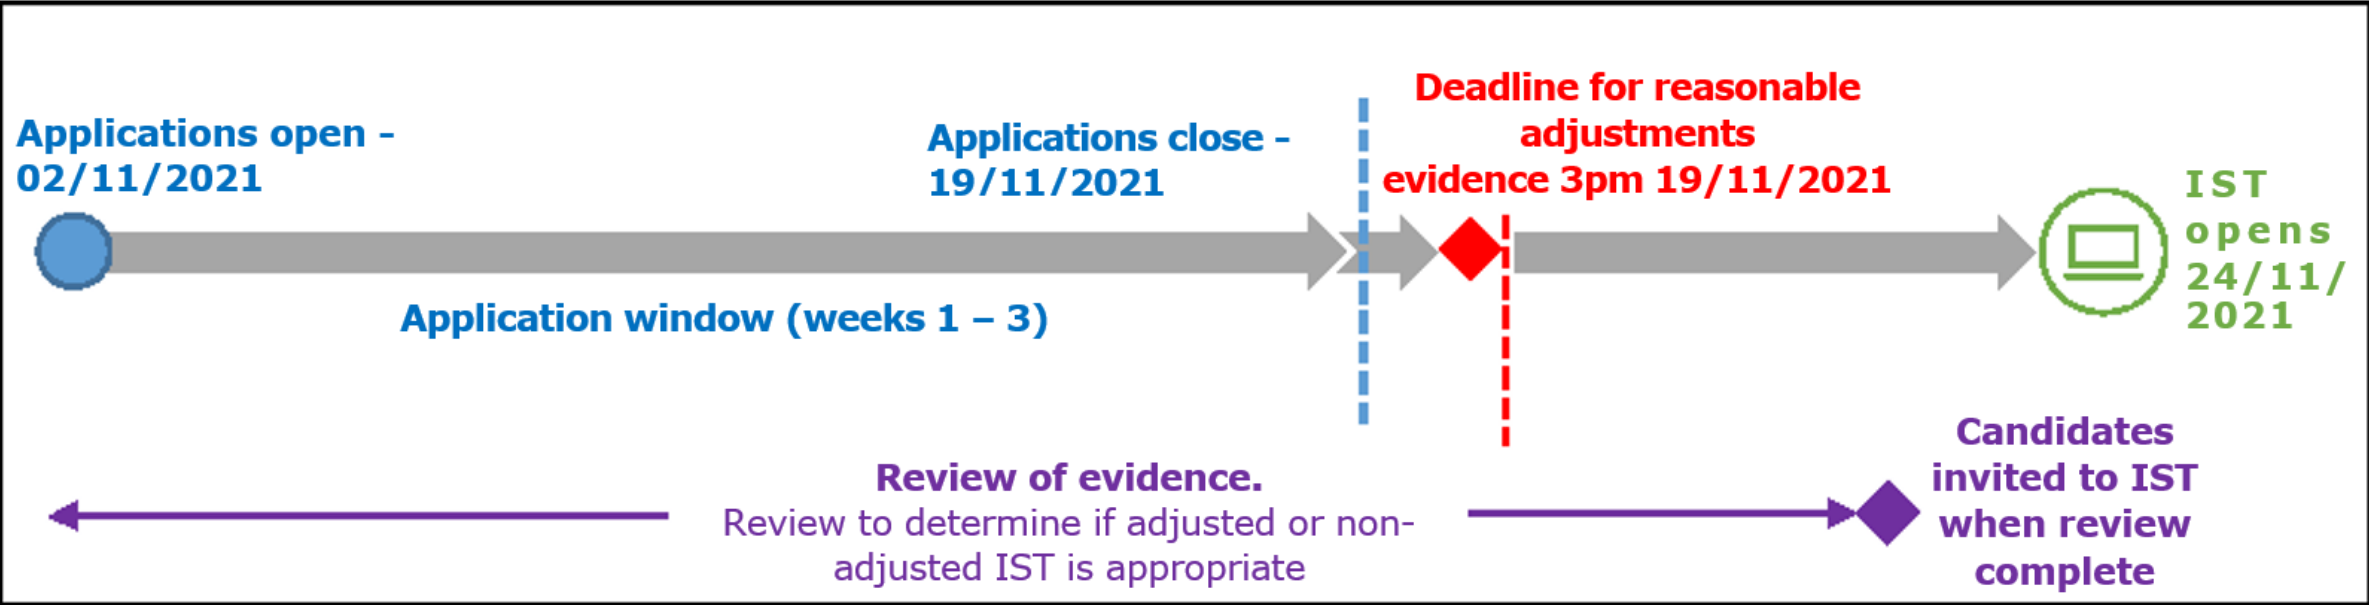 Applications open -
02/11/2021
Applications close -
19/11/2021
Deadline for reasonable
adjustments
evidence 3pm 19/11/2021
IST
opens
24/11/
2021
Application window (weeks 1 – 3)
Review of evidence.
Review to determine if adjusted or non-
adjusted IST is appropriate
Candidates
invited to IST
when review
complete